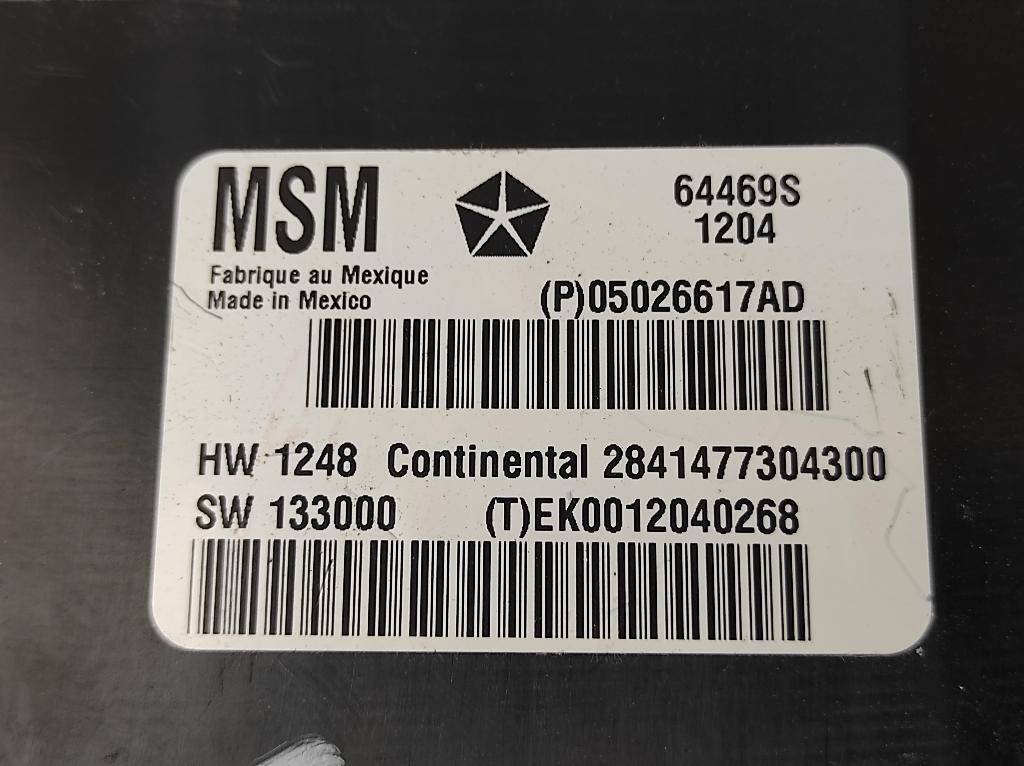 MSM
64469S
1204
Fabrique au Mexique
Made in Mexico
(P)05026617AD
HW 1248 Continental 2841477304300
SW 133000 (T)EK0012040268